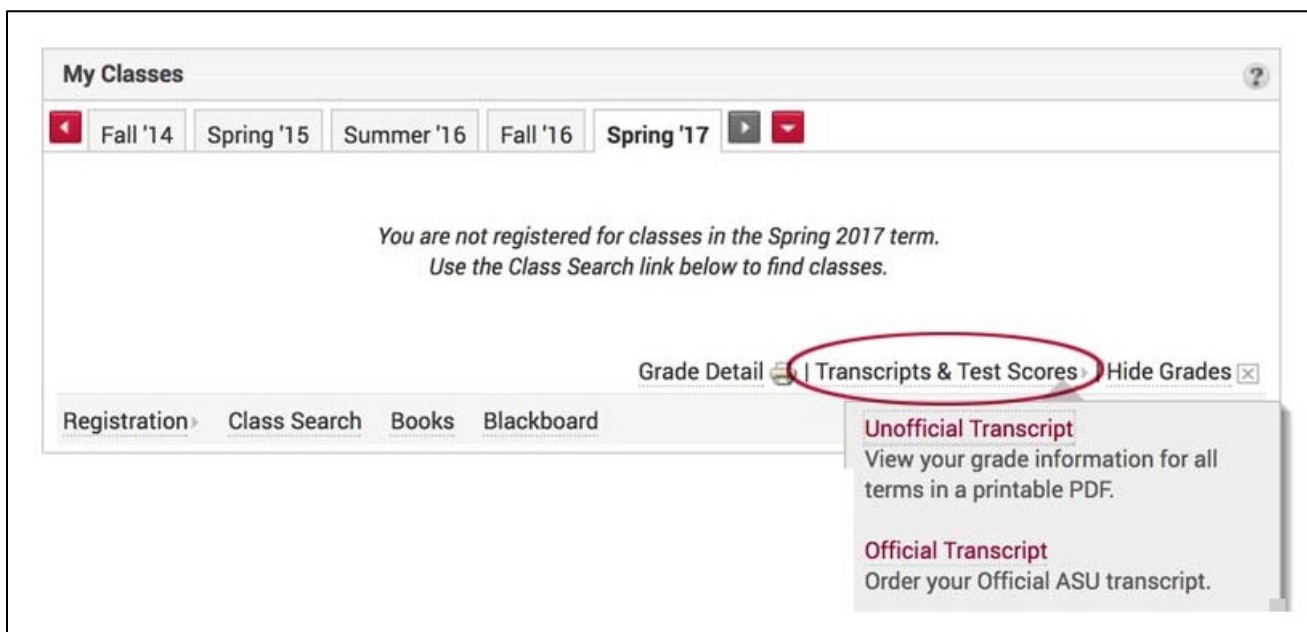 My Classes ?
Fall '14 Spring '15 Summer '16 Fall '16 Spring '17
You are not registered for classes in the Spring 2017 term.
Use the Class Search link below to find classes.
Grade Detail | Transcripts & Test Scores | Hide Grades
Registration Class Search Books Blackboard
Unofficial Transcript
View your grade information for all
terms in a printable PDF.
Official Transcript
Order your Official ASU transcript.